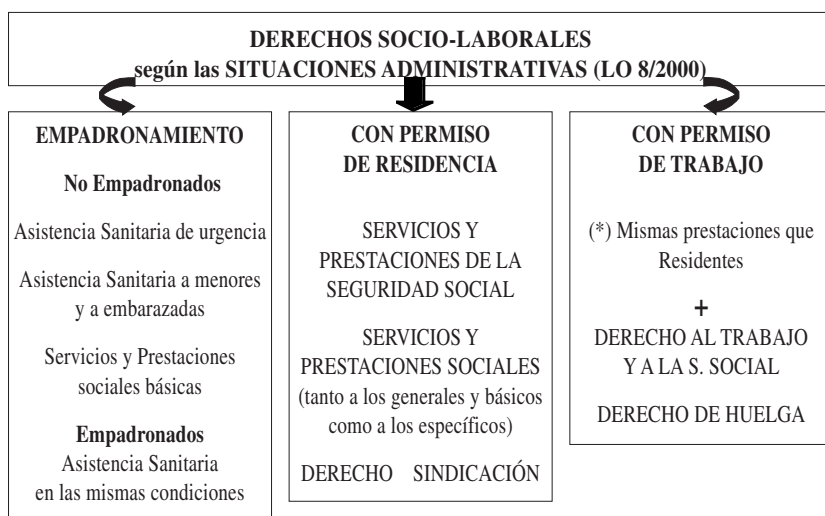 DERECHOS SOCIO-LABORALES
según las SITUACIONES ADMINISTRATIVAS (LO 8/2000)
EMPADRONAMIENTO
No Empadronados
Asistencia Sanitaria de urgencia
Asistencia Sanitaria a menores
y a embarazadas
Servicios y Prestaciones
sociales básicas
Empadronados
Asistencia Sanitaria
en las mismas condiciones
CON PERMISO
DE RESIDENCIA
SERVICIOS Y
PRESTACIONES DE LA
SEGURIDAD SOCIAL
SERVICIOS Y
PRESTACIONES SOCIALES
(tanto a los generales y básicos
como a los específicos)
DERECHO SINDICACIÓN
CON PERMISO
DE TRABAJO
(*) Mismas prestaciones que
Residentes
+
DERECHO AL TRABAJO
Y A LA S. SOCIAL
DERECHO DE HUELGA